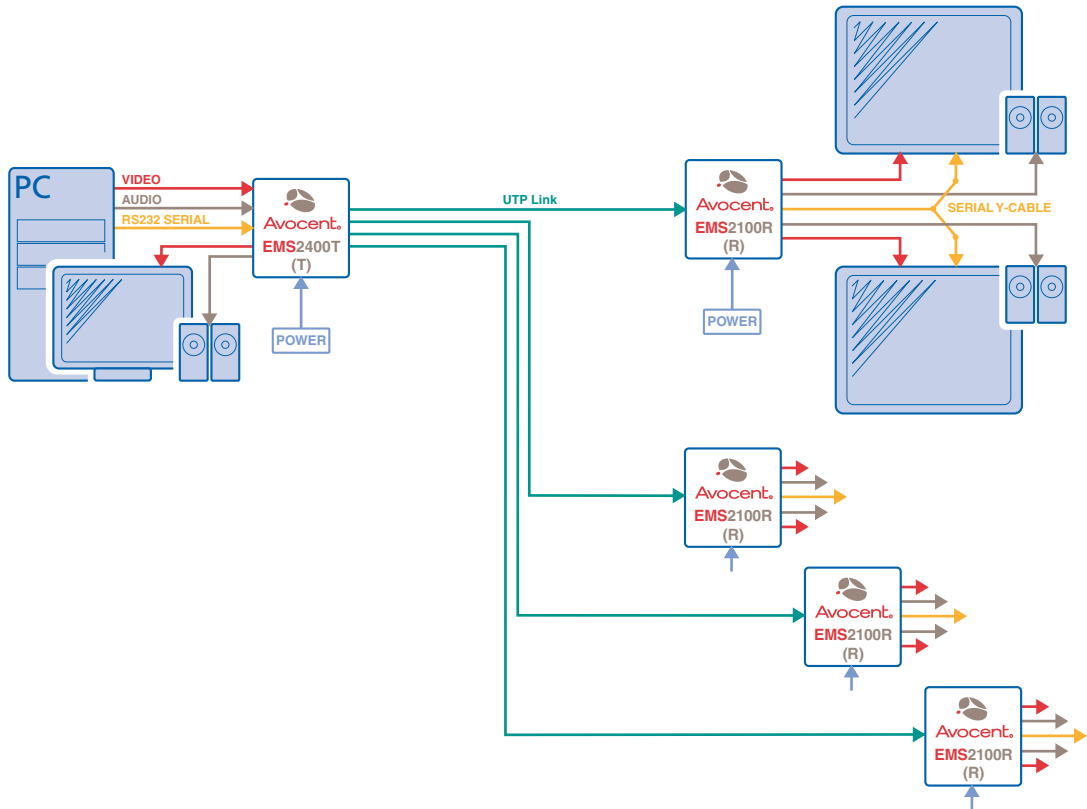 PC
VIDEO
AUDIO
RS232 SERIAL
Avocent.
EMS2400T
(T)
POWER
UTP Link
Avocent.
EMS2100R
(R)
POWER
SERIAL Y-CABLE
Avocent.
EMS2100R
(R)
Avocent.
EMS2100R
(R)
Avocent.
EMS2100R
(R)